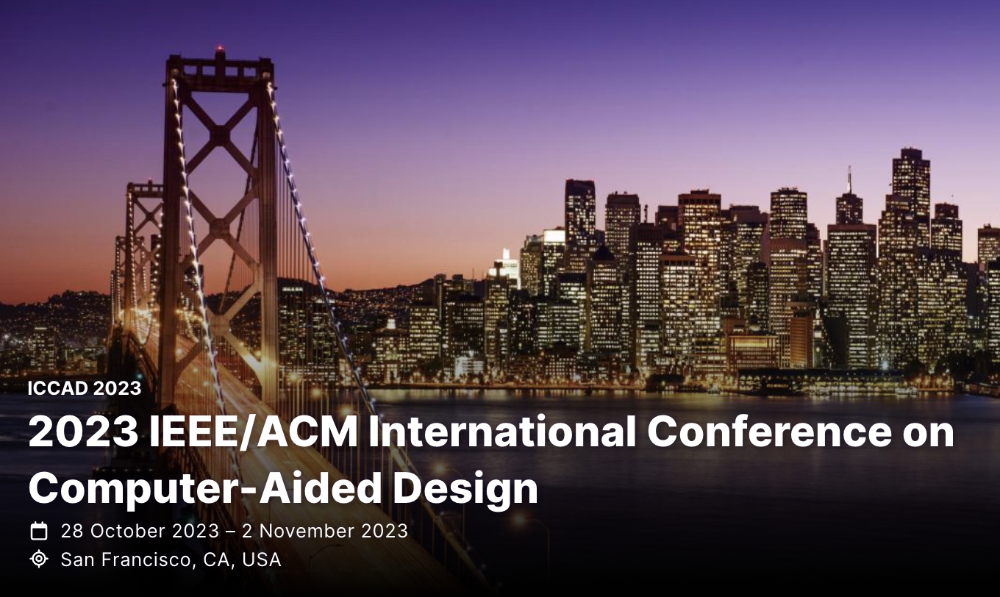 ICCAD 2023
2023 IEEE/ACM International Conference on
Computer-Aided Design
28 October 2023 – 2 November 2023
San Francisco, CA, USA